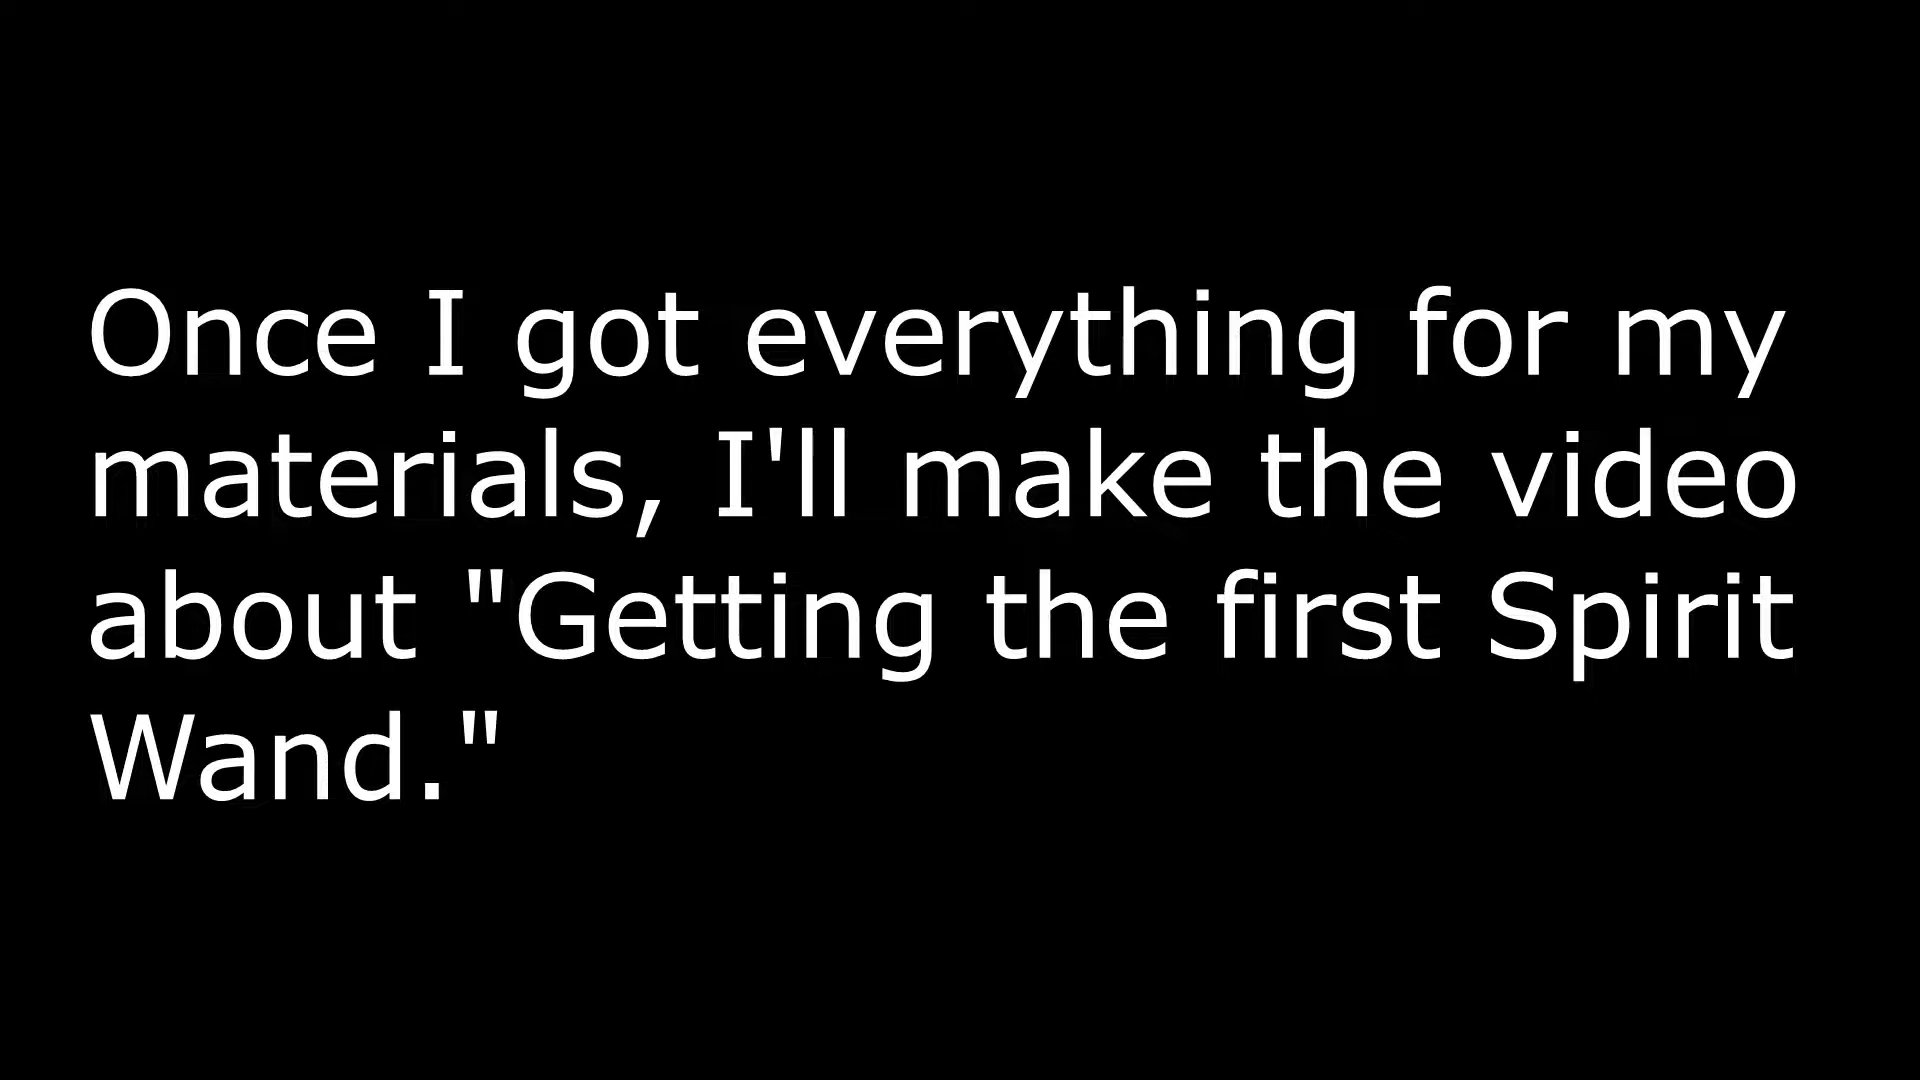 Once I got everything for my
materials, I'll make the video
about "Getting the first Spirit
Wand."